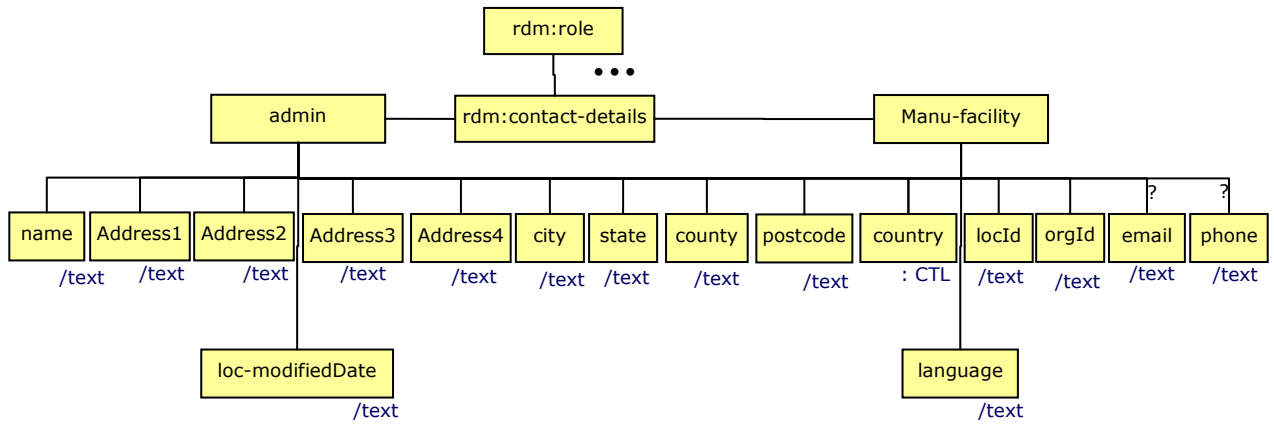 rdm:role
•••
admin
rdm:contact-details
Manu-facility
? ?
name Address1 Address2 Address3 Address4 city state county postcode country locId orgId email phone
/text /text /text /text /text /text /text /text /text : CTL /text /text /text /text
loc-modifiedDate
language
/text
/text